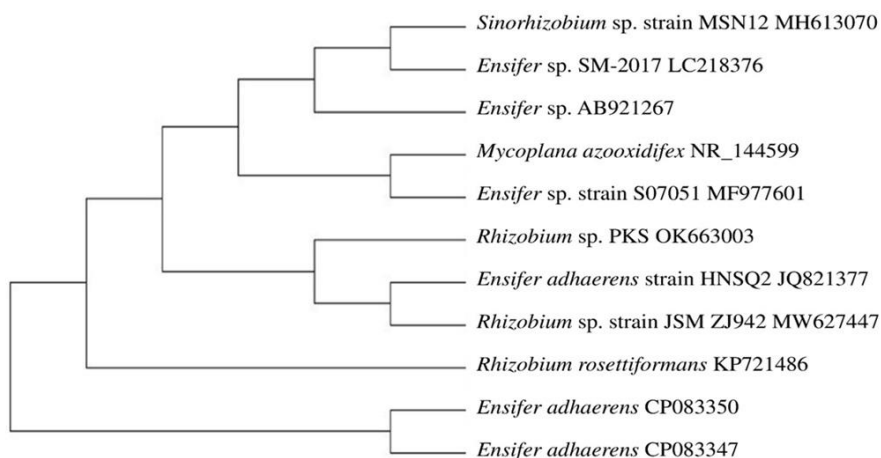 Sinorhizobium sp. strain MSN12 MH613070
Ensifer sp. SM-2017 LC218376
Ensifer sp. AB921267
Mycoplana azooxidifex NR_144599
Ensifer sp. strain S07051 MF977601
Rhizobium sp. PKS OK663003
Ensifer adhaerens strain HNSQ2 JQ821377
Rhizobium sp. strain JSM ZJ942 MW627447
Rhizobium rosettiformans KP721486
Ensifer adhaerens CP083350
Ensifer adhaerens CP083347